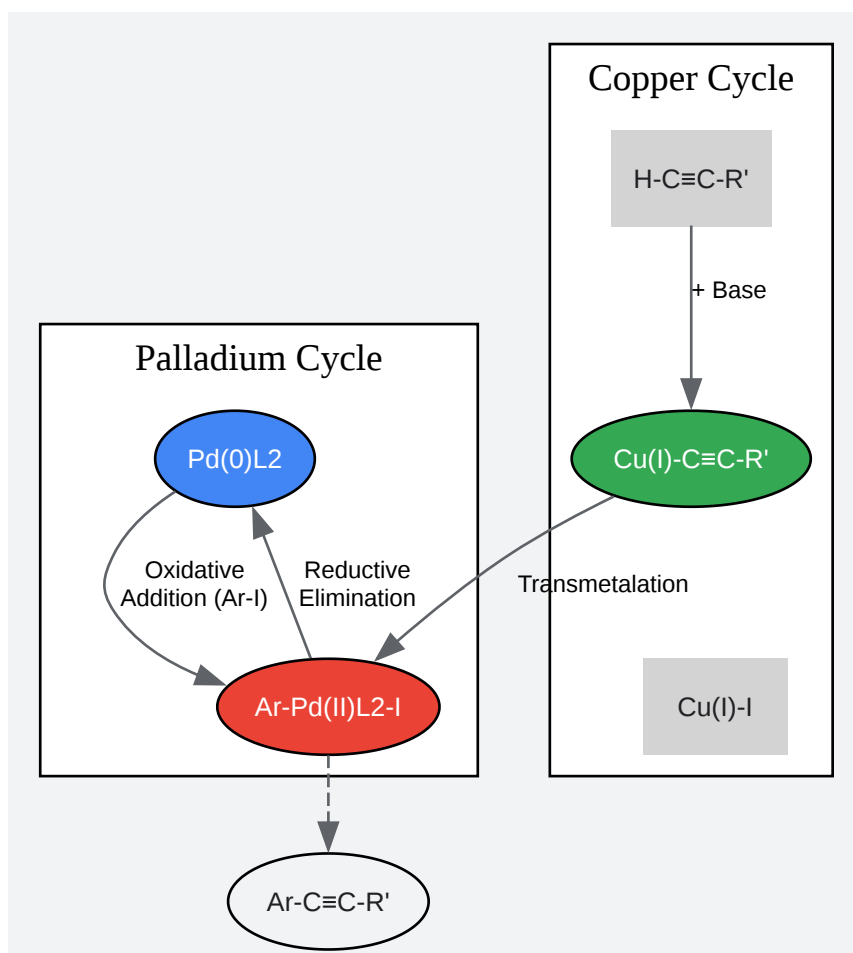 Copper Cycle
H-C≡C-R'
+ Base
Palladium Cycle
Pd(0)L2
Cu(I)-C≡C-R'
Oxidative
Addition (Ar-I)
Reductive
Elimination
Transmetalation
Ar-Pd(II)L2-I
Cu(I)-I
Ar-C≡C-R'